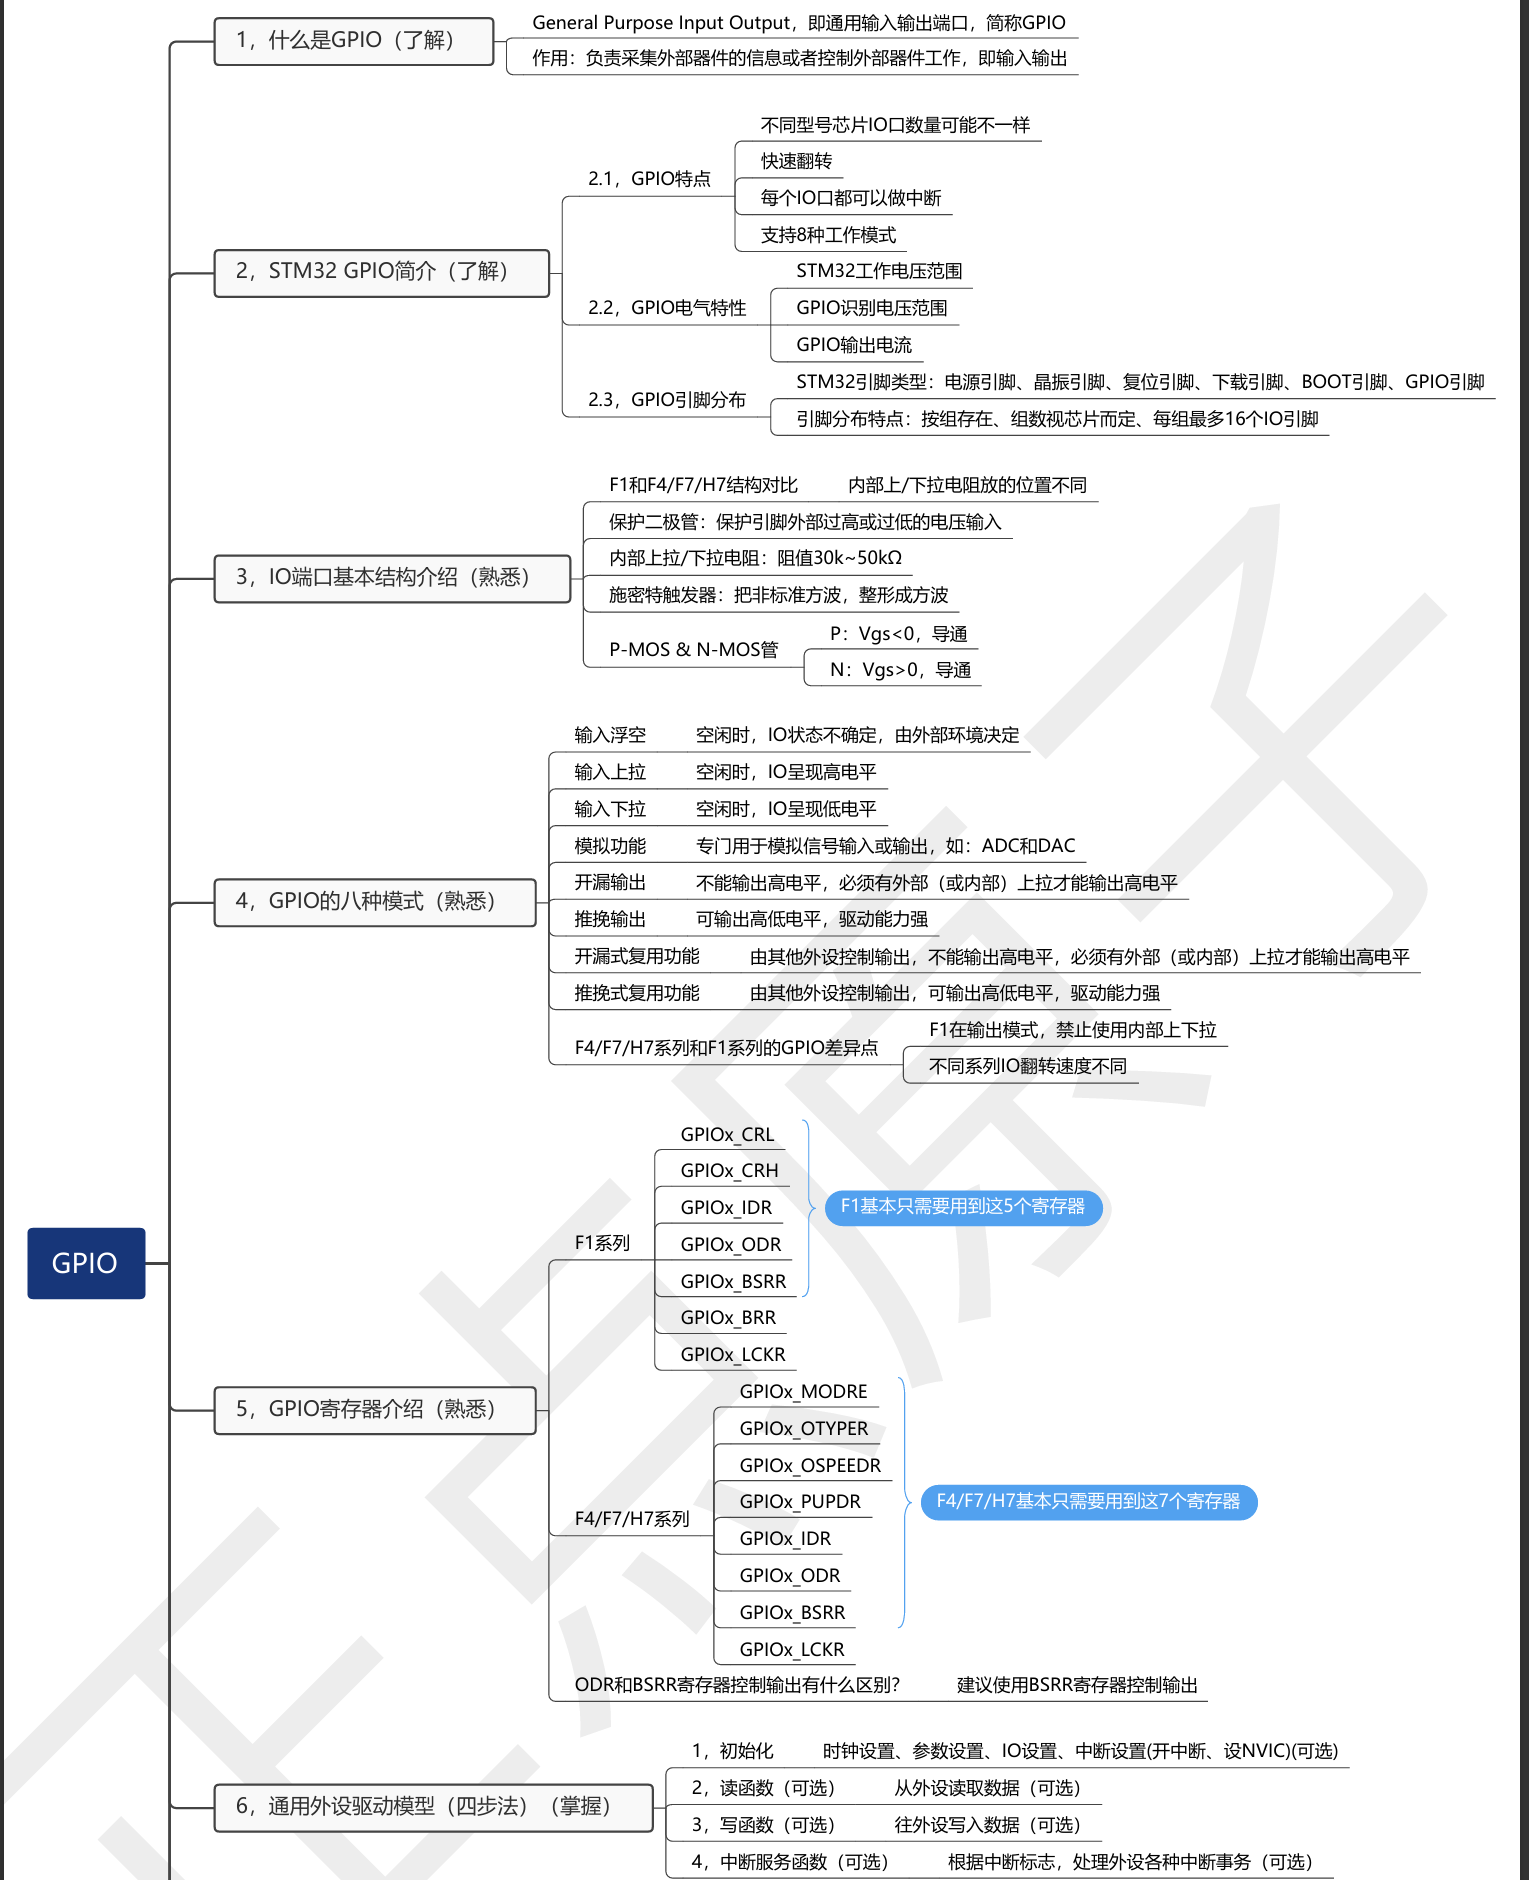 GPIO
1，什么是GPIO（了解）
General Purpose Input Output，即通用输入输出端口，简称GPIO
作用：负责采集外部器件的信息或者控制外部器件工作，即输入输出
2，STM32 GPIO简介（了解）
2.1，GPIO特点
不同型号芯片IO口数量可能不一样
快速翻转
每个IO口都可以做中断
支持8种工作模式
2.2，GPIO电气特性
STM32工作电压范围
GPIO识别电压范围
GPIO输出电流
2.3，GPIO引脚分布
STM32引脚类型：电源引脚、晶振引脚、复位引脚、下载引脚、BOOT引脚、GPIO引脚
引脚分布特点：按组存在、组数视芯片而定、每组最多16个IO引脚
3，IO端口基本结构介绍（熟悉）
F1和F4/F7/H7结构对比 内部上/下拉电阻放的位置不同
保护二极管：保护引脚外部过高或过低的电压输入
内部上拉/下拉电阻：阻值30k~50kΩ
施密特触发器：把非标准方波，整形成方波
P-MOS & N-MOS管
P：Vgs<0，导通
N：Vgs>0，导通
4，GPIO的八种模式（熟悉）
输入浮空 空闲时，IO状态不确定，由外部环境决定
输入上拉 空闲时，IO呈现高电平
输入下拉 空闲时，IO呈现低电平
模拟功能 专门用于模拟信号输入或输出，如：ADC和DAC
开漏输出 不能输出高电平，必须有外部（或内部）上拉才能输出高电平
推挽输出 可输出高低电平，驱动能力强
开漏式复用功能 由其他外设控制输出，不能输出高电平，必须有外部（或内部）上拉才能输出高电平
推挽式复用功能 由其他外设控制输出，可输出高低电平，驱动能力强
F4/F7/H7系列和F1系列的GPIO差异点
F1在输出模式，禁止使用内部上下拉
不同系列IO翻转速度不同
5，GPIO寄存器介绍（熟悉）
F1系列
GPIOx_CRL
GPIOx_CRH
GPIOx_IDR
GPIOx_ODR
GPIOx_BSRR
GPIOx_BRR
GPIOx_LCKR
F1基本只需要用到这5个寄存器
F4/F7/H7系列
GPIOx_MODRE
GPIOx_OTYPER
GPIOx_OSPEEDR
GPIOx_PUPDR
GPIOx_IDR
GPIOx_ODR
GPIOx_BSRR
GPIOx_LCKR
F4/F7/H7基本只需要用到这7个寄存器
ODR和BSRR寄存器控制输出有什么区别？ 建议使用BSRR寄存器控制输出
6，通用外设驱动模型（四步法）（掌握）
1，初始化 时钟设置、参数设置、IO设置、中断设置(开中断、设NVIC)(可选)
2，读函数（可选） 从外设读取数据（可选）
3，写函数（可选） 往外设写入数据（可选）
4，中断服务函数（可选） 根据中断标志，处理外设各种中断事务（可选）
正点原子